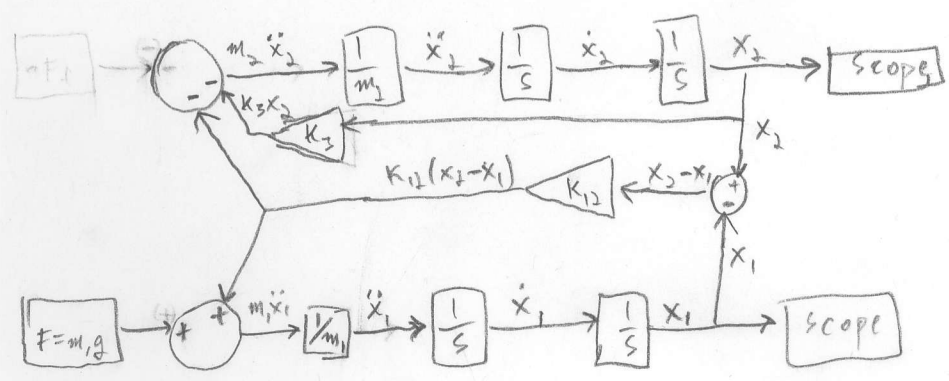 m₂ẍ₂
1/m₂
ẍ₂
1/s
ẋ₂
1/s
x₂
Scope
-
-
K₃x₂
K₃
x₂
K₁₂(x₂-x₁)
K₁₂
x₂-x₁
+
-
x₁
F=m₁g
+
+
m₁ẍ₁
1/m₁
ẍ₁
1/s
ẋ₁
1/s
x₁
Scope